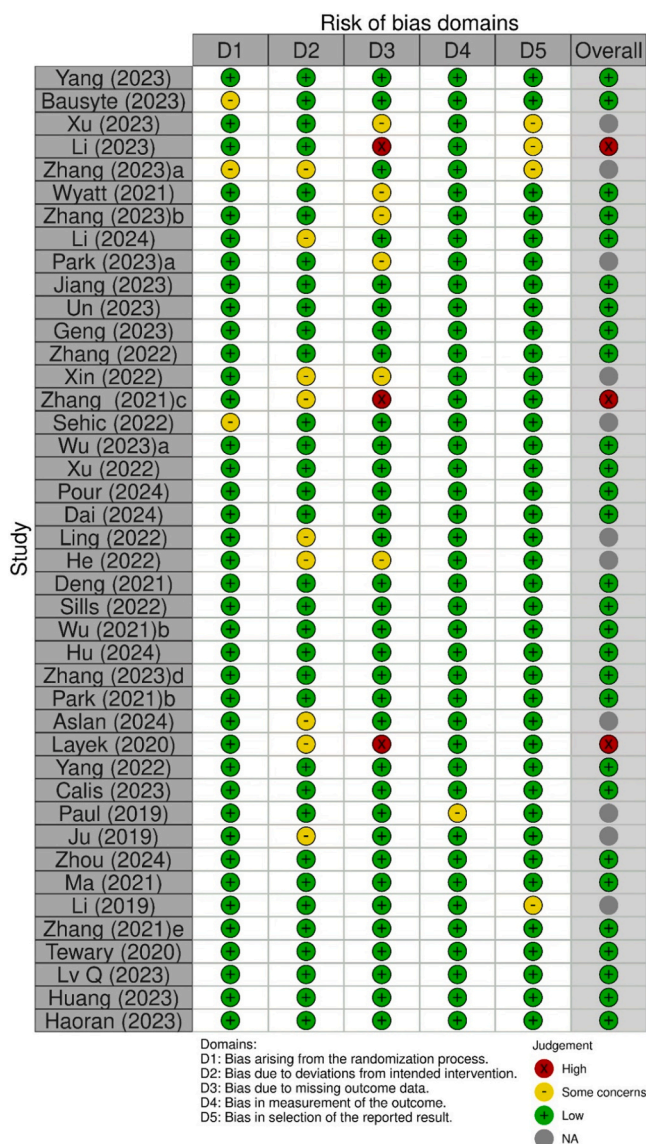 Risk of bias domains
D1 D2 D3 D4 D5 Overall
Study
Yang (2023) + + + + + +
Bausyte (2023) - + + + + +
Xu (2023) + + - + -
Li (2023) + + X + + X
Zhang (2023)a - - + + -
Wyatt (2021) + + - + + +
Zhang (2023)b + + - + + +
Li (2024) + - + + + +
Park (2023)a + + - + +
Jiang (2023) + + + + + +
Un (2023) + + + + + +
Geng (2023) + + + + + +
Zhang (2022) + + + + + +
Xin (2022) + - - + +
Zhang (2021)c + - X + + X
Sehic (2022) - + + + +
Wu (2023)a + + + + + +
Xu (2022) + + + + + +
Pour (2024) + + + + + +
Dai (2024) + + + + + +
Ling (2022) + - + + +
He (2022) + - - + +
Deng (2021) + + + + + +
Sills (2022) + + + + + +
Wu (2021)b + + + + + +
Hu (2024) + + + + + +
Zhang (2023)d + + + + + +
Park (2021)b + + + + + +
Aslan (2024) + - + + +
Layek (2020) + - X + + X
Yang (2022) + + + + + +
Calis (2023) + + + + + +
Paul (2019) + + + - +
Ju (2019) + - + + +
Zhou (2024) + + + + + +
Ma (2021) + + + + + +
Li (2019) + + + + -
Zhang (2021)e + + + + + +
Tewary (2020) + + + + + +
Lv Q (2023) + + + + + +
Huang (2023) + + + + + +
Haoran (2023) + + + + + +
Domains:
D1: Bias arising from the randomization process.
D2: Bias due to deviations from intended intervention.
D3: Bias due to missing outcome data.
D4: Bias in measurement of the outcome.
D5: Bias in selection of the reported result.
Judgement
X High
- Some concerns
+ Low
NA